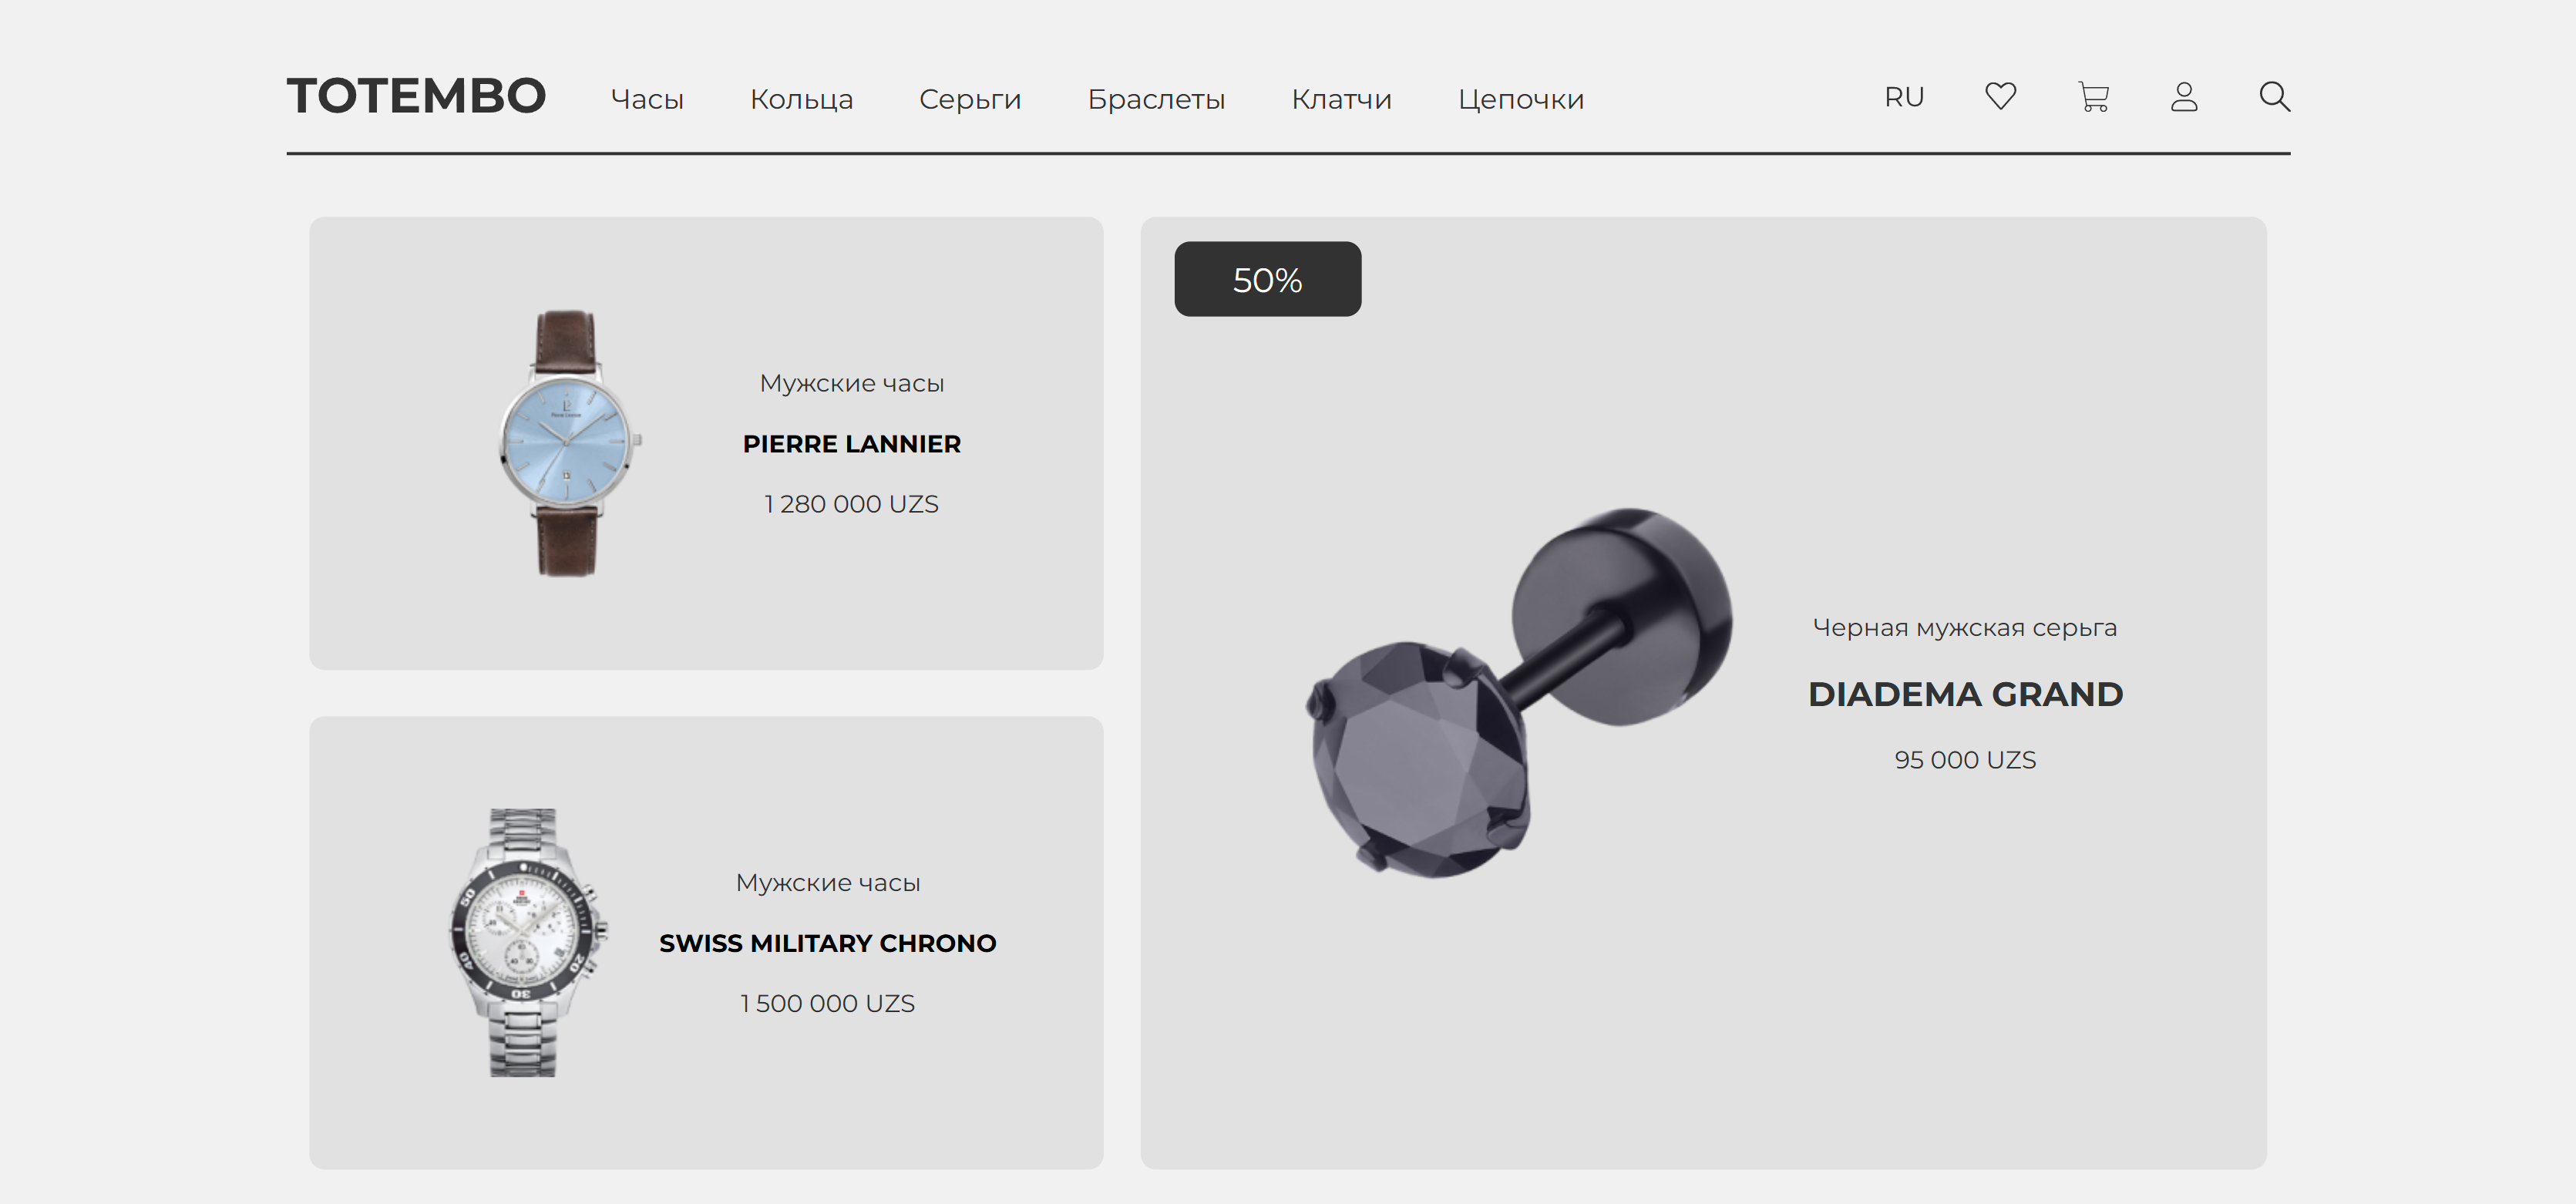 TOTEMBO Часы Кольца Серьги Браслеты Клатчи Цепочки RU
Мужские часы
PIERRE LANNIER
1 280 000 UZS
Мужские часы
SWISS MILITARY CHRONO
1 500 000 UZS
50%
Черная мужская серьга
DIADEMA GRAND
95 000 UZS